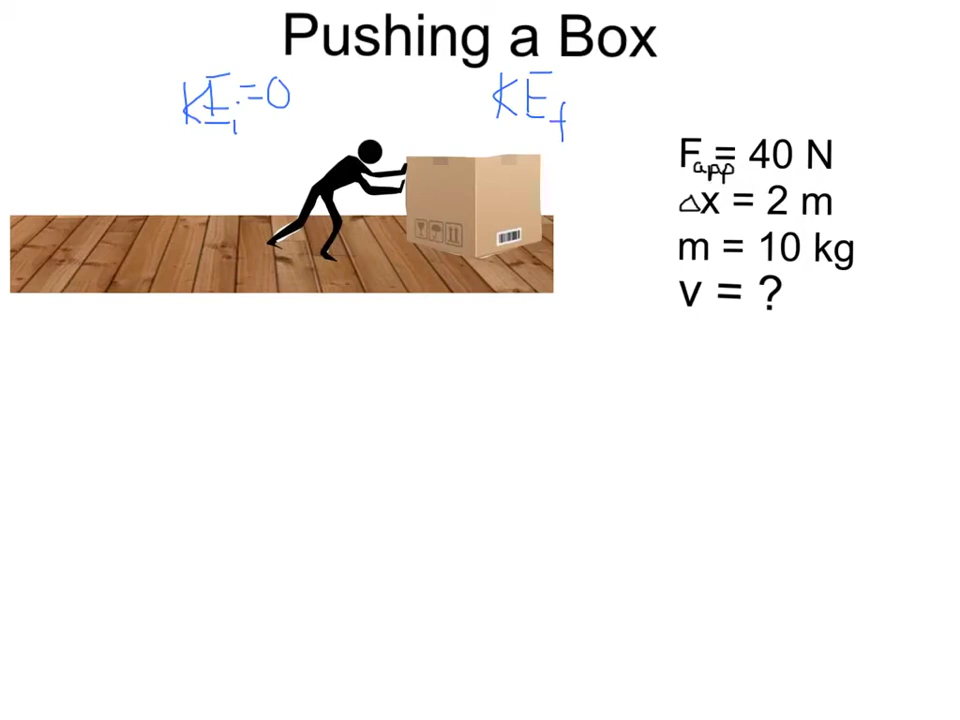 Pushing a Box
KEi=0
KEf
Fapp = 40 N
△x = 2 m
m = 10 kg
v = ?